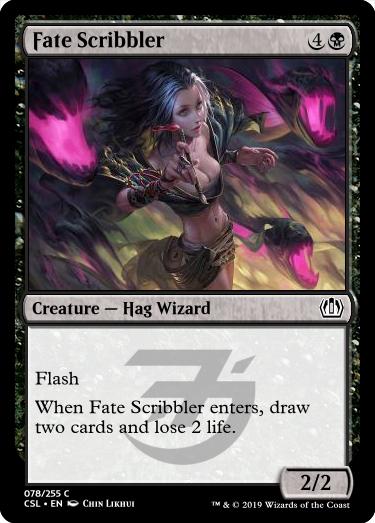 Fate Scribbler 4
Creature — Hag Wizard
Flash
When Fate Scribbler enters, draw
two cards and lose 2 life.
2/2
078/255 C
CSL • EN Chin Likhui
™ & © 2019 Wizards of the Coast